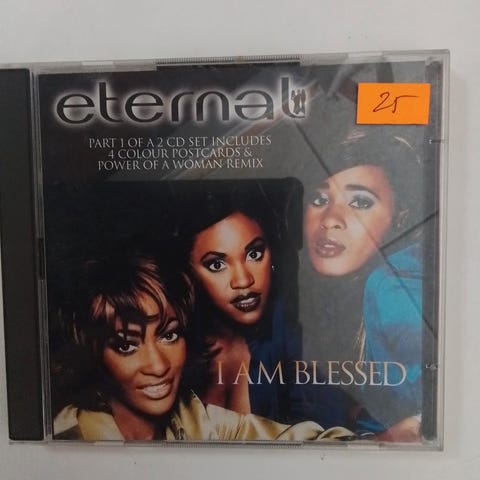 eternal
25
PART 1 OF A 2 CD SET INCLUDES
4 COLOUR POSTCARDS &
POWER OF A WOMAN REMIX
I AM BLESSED